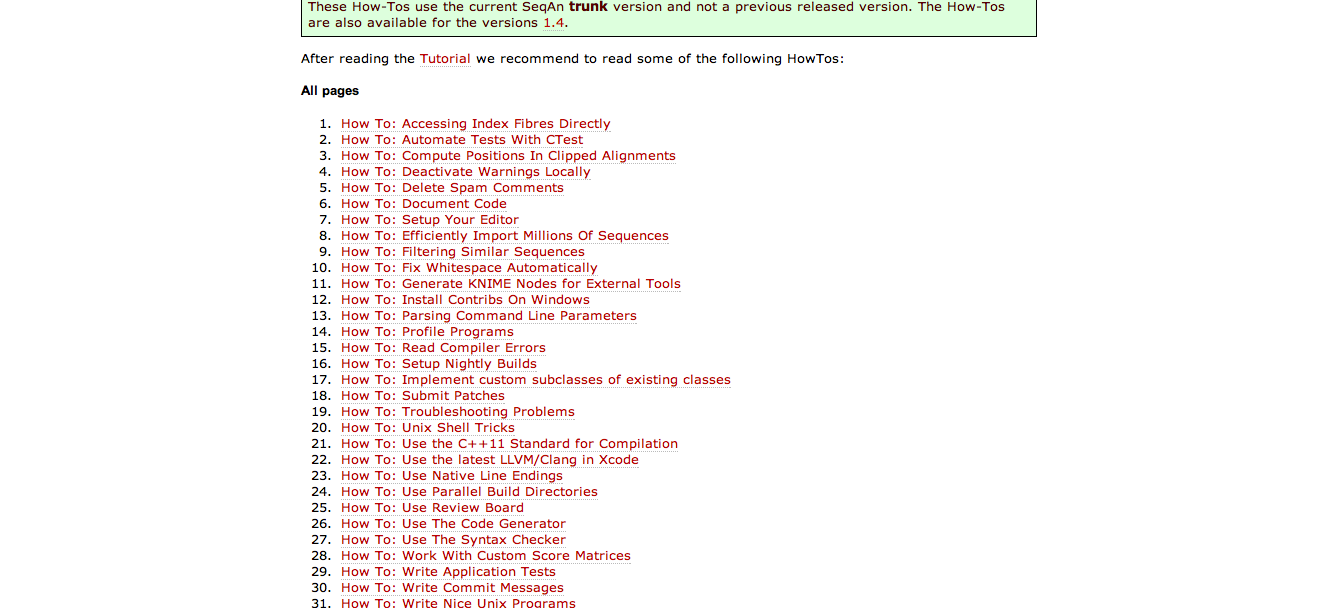 These How-Tos use the current SeqAn trunk version and not a previous released version. The How-Tos
are also available for the versions 1.4.
After reading the Tutorial we recommend to read some of the following HowTos:
All pages
1. How To: Accessing Index Fibres Directly
2. How To: Automate Tests With CTest
3. How To: Compute Positions In Clipped Alignments
4. How To: Deactivate Warnings Locally
5. How To: Delete Spam Comments
6. How To: Document Code
7. How To: Setup Your Editor
8. How To: Efficiently Import Millions Of Sequences
9. How To: Filtering Similar Sequences
10. How To: Fix Whitespace Automatically
11. How To: Generate KNIME Nodes for External Tools
12. How To: Install Contribs On Windows
13. How To: Parsing Command Line Parameters
14. How To: Profile Programs
15. How To: Read Compiler Errors
16. How To: Setup Nightly Builds
17. How To: Implement custom subclasses of existing classes
18. How To: Submit Patches
19. How To: Troubleshooting Problems
20. How To: Unix Shell Tricks
21. How To: Use the C++11 Standard for Compilation
22. How To: Use the latest LLVM/Clang in Xcode
23. How To: Use Native Line Endings
24. How To: Use Parallel Build Directories
25. How To: Use Review Board
26. How To: Use The Code Generator
27. How To: Use The Syntax Checker
28. How To: Work With Custom Score Matrices
29. How To: Write Application Tests
30. How To: Write Commit Messages
31. How To: Write Nice Unix Programs